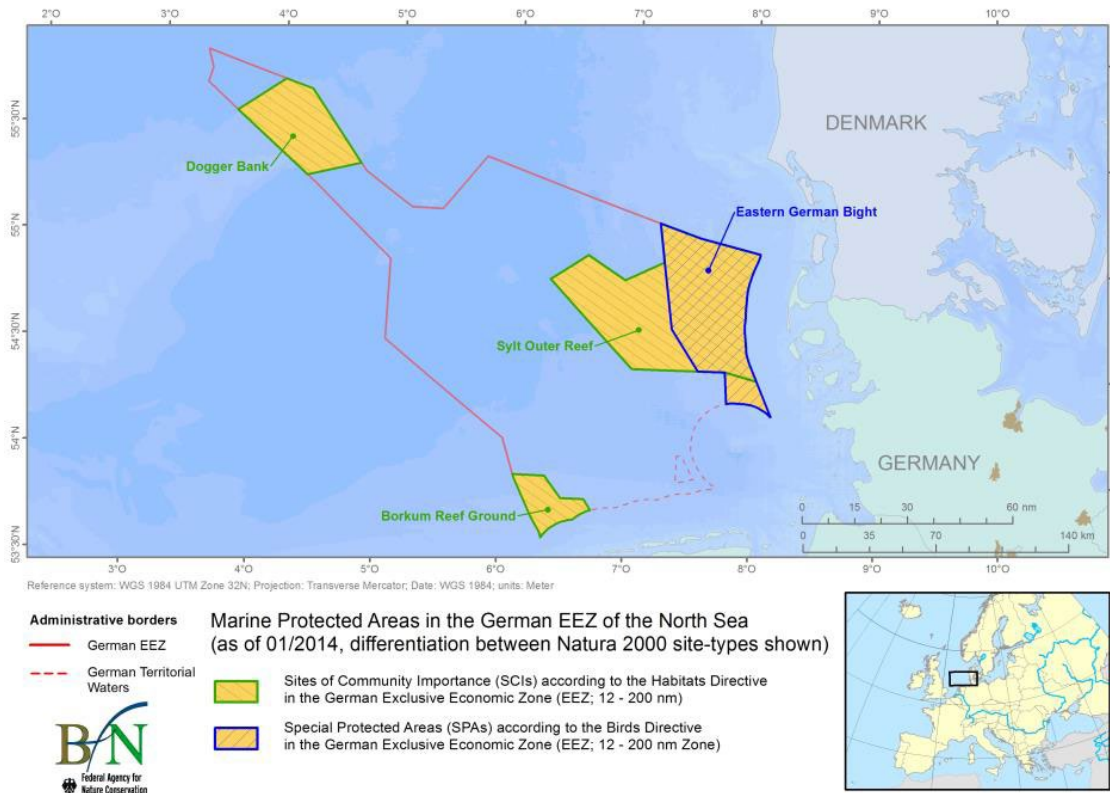 2°O 3°O 4°O 5°O 6°O 7°O 8°O 9°O 10°O
55°30'N
55°N
54°30'N
54°N
53°30'N
DENMARK
Dogger Bank
Eastern German Bight
Sylt Outer Reef
GERMANY
Borkum Reef Ground
0 15 30 60 nm
0 35 70 140 km
3°O 4°O 5°O 6°O 7°O 8°O 9°O 10°O
Reference system: WGS 1984 UTM Zone 32N; Projection: Transverse Mercator; Date: WGS 1984; units: Meter
Administrative borders
German EEZ
German Territorial
Waters
Marine Protected Areas in the German EEZ of the North Sea
(as of 01/2014, differentiation between Natura 2000 site-types shown)
Sites of Community Importance (SCIs) according to the Habitats Directive
in the German Exclusive Economic Zone (EEZ; 12 - 200 nm)
Special Protected Areas (SPAs) according to the Birds Directive
in the German Exclusive Economic Zone (EEZ; 12 - 200 nm Zone)
BfN
Federal Agency for
Nature Conservation